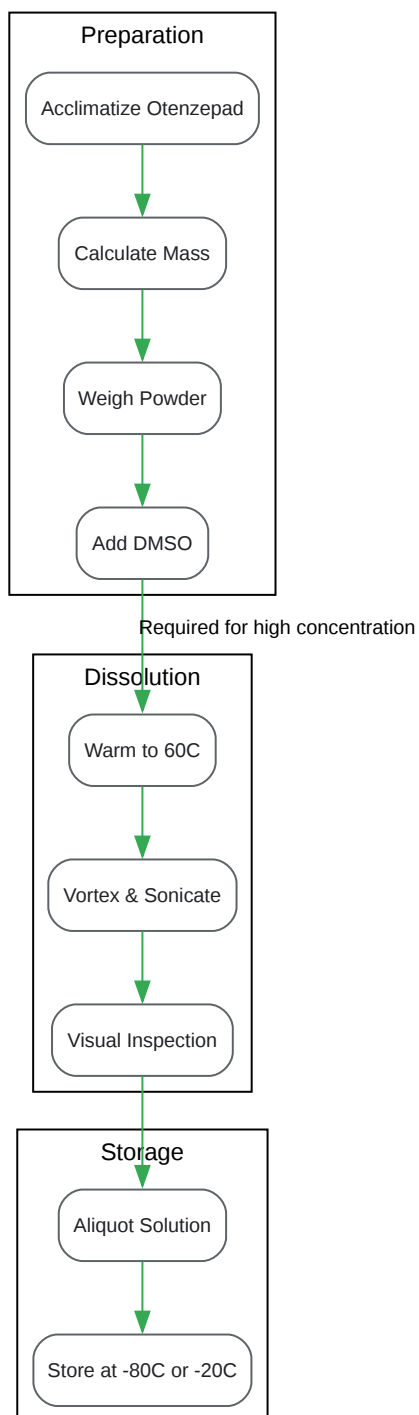 Preparation
Acclimatize Otenzepad
Calculate Mass
Weigh Powder
Add DMSO
Required for high concentration
Dissolution
Warm to 60C
Vortex & Sonicate
Visual Inspection
Storage
Aliquot Solution
Store at -80C or -20C